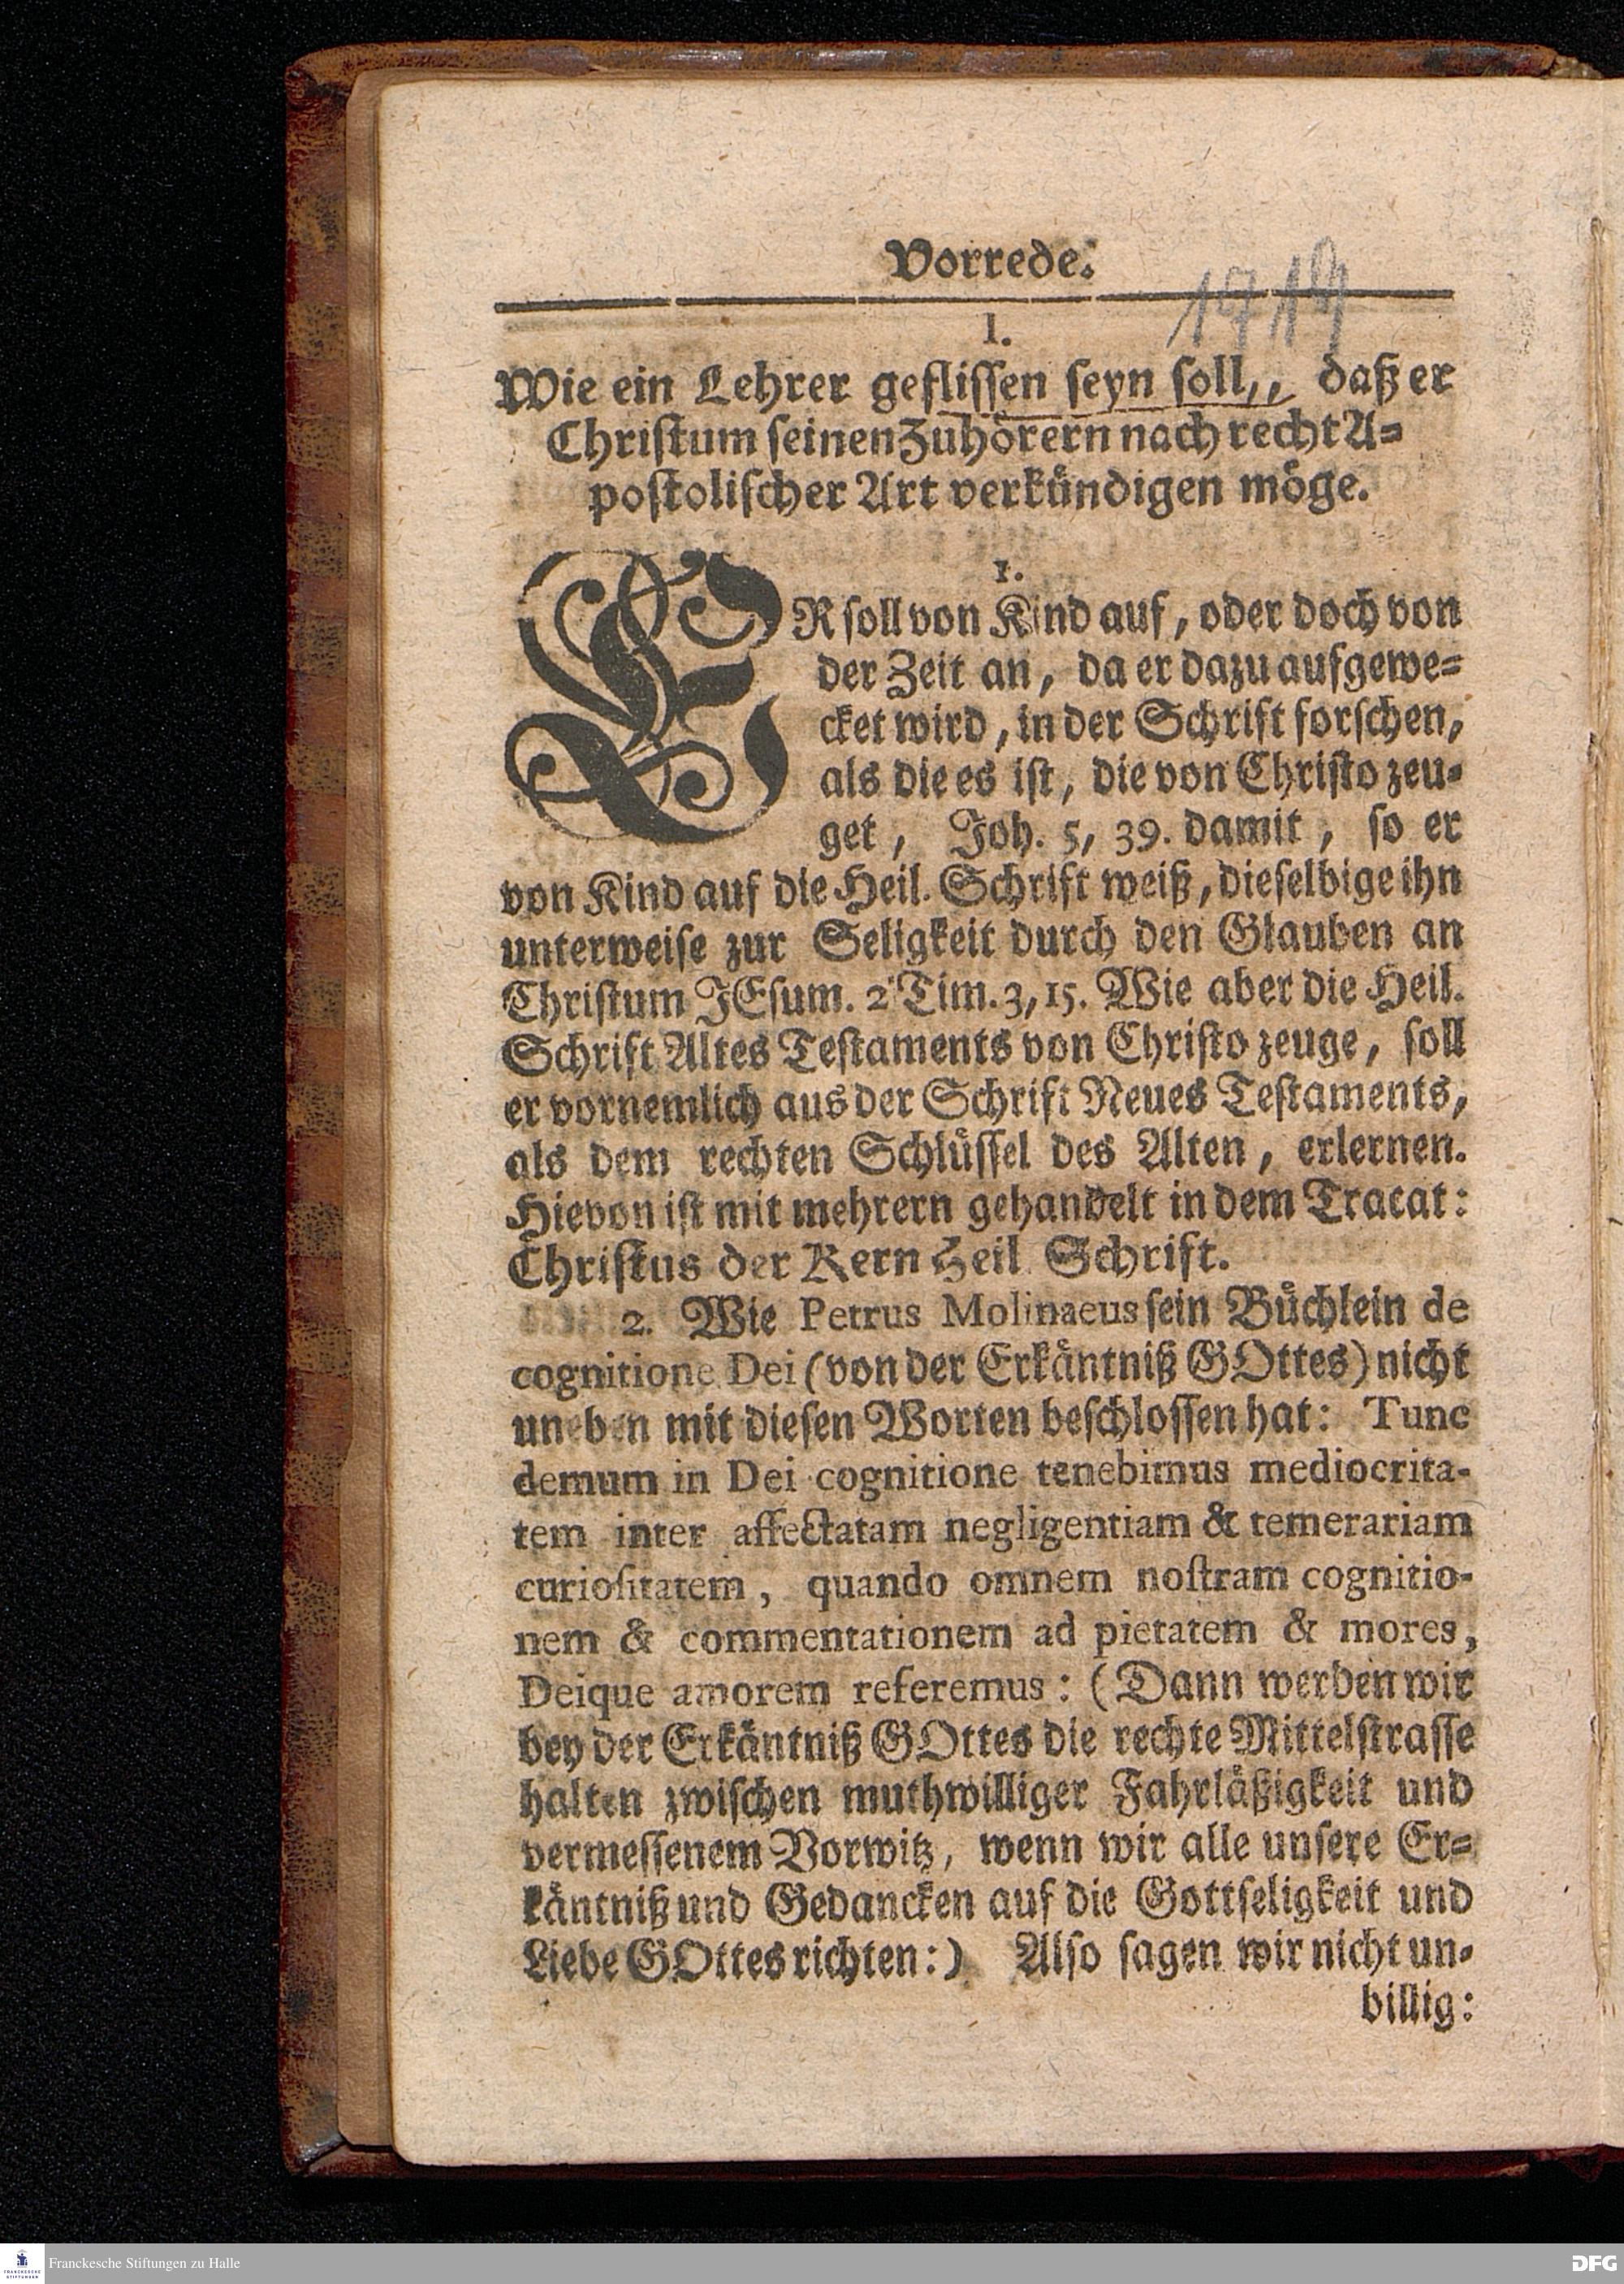 Vorrede.
1719
I.
Wie ein Lehrer geflissen seyn soll,, daß er
Christum seinen Zuhörern nach recht A-
postolischer Art verkündigen möge.
1.
ER soll von Kind auf, oder doch von
der Zeit an, da er dazu aufgewe-
cket wird, in der Schrift forschen,
als die es ist, die von Christo zeu-
get, Joh. 5, 39. damit, so er
von Kind auf die Heil. Schrift weiß, dieselbige ihn
unterweise zur Seligkeit durch den Glauben an
Christum JEsum. 2 Tim. 3, 15. Wie aber die Heil.
Schrift Altes Testaments von Christo zeuge, soll
er vornemlich aus der Schrift Neues Testaments,
als dem rechten Schlüssel des Alten, erlernen.
Hievon ist mit mehrern gehandelt in dem Tractat:
Christus der Kern Heil Schrift.
2. Wie Petrus Molinaeus sein Büchlein de
cognitione Dei (von der Erkäntniß GOttes) nicht
uneben mit diesen Worten beschlossen hat: Tunc
demum in Dei cognitione tenebimus mediocrita-
tem inter affectatam negligentiam & temerariam
curiositatem, quando omnem nostram cognitio-
nem & commentationem ad pietatem & mores,
Deique amorem referemus: (Dann werden wir
bey der Erkäntniß GOttes die rechte Mittelstrasse
halten zwischen muthwilliger Fahrläßigkeit und
vermessenem Vorwitz, wenn wir alle unsere Er-
käntniß und Gedancken auf die Gottseligkeit und
Liebe GOttes richten:) Also sagen wir nicht un-
billig:
Franckesche Stiftungen zu Halle
DFG